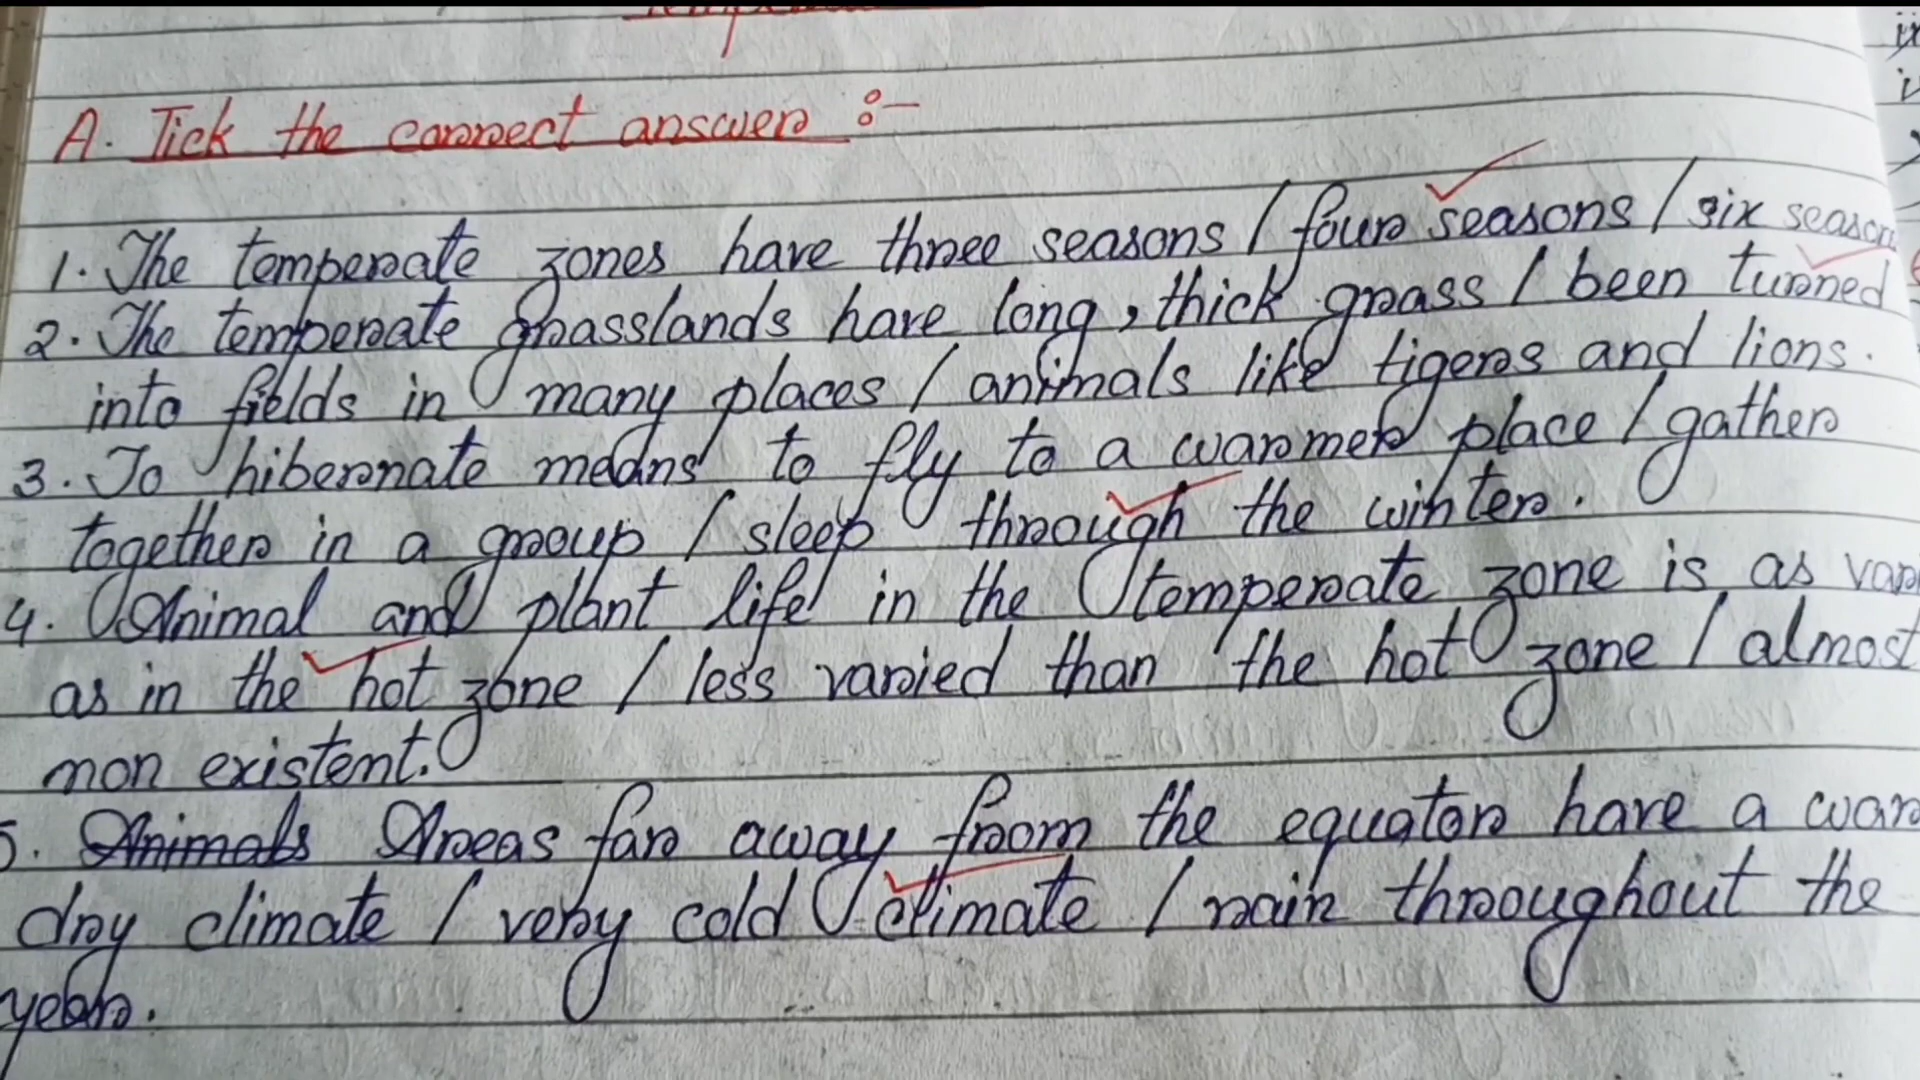 A. Tick the correct answer :-
1. The temperate zones have three seasons / four seasons / six season
2. The temperate grasslands have long, thick grass / been turned
into fields in many places / animals like tigers and lions.
3. To hibernate means to fly to a warmer place / gather
together in a group / sleep through the winter.
4. Animal and plant life in the temperate zone is as var
as in the hot zone / less varied than the hot zone / almost
non existent.
5. Animals Areas far away from the equator have a war
dry climate / very cold climate / rain throughout the
year.